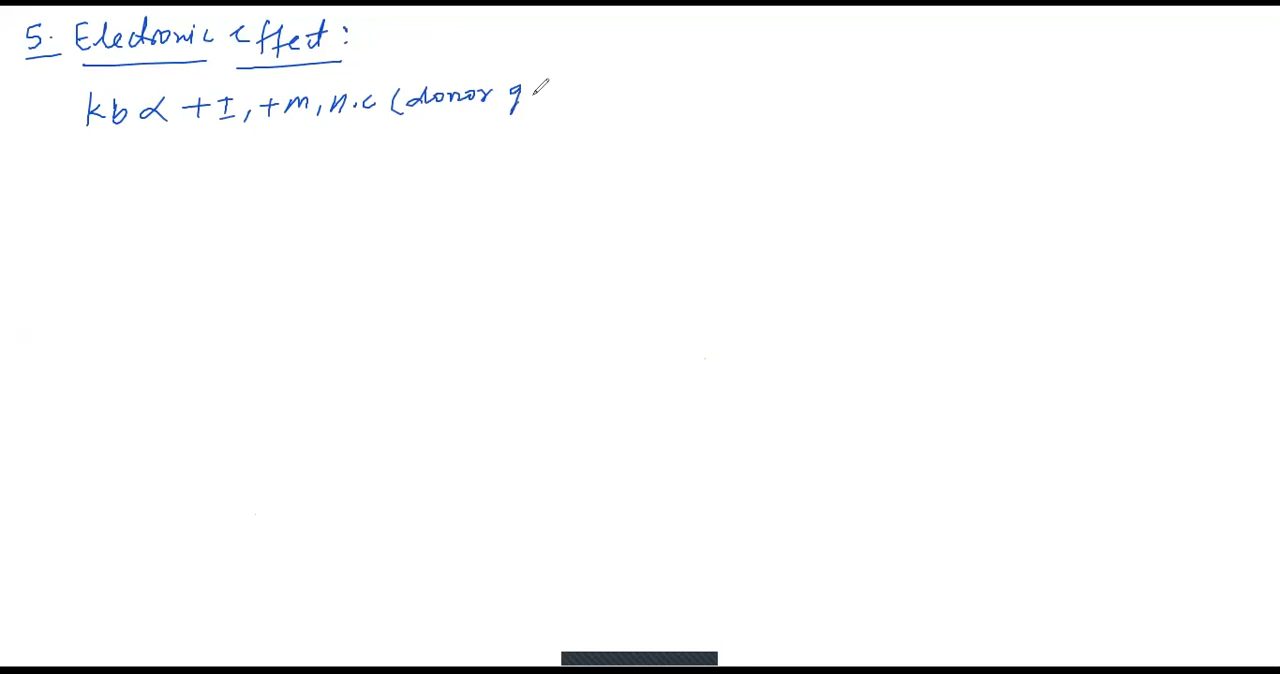 5. Electronic Effect:
kb α +I, +m, n.c (donor g